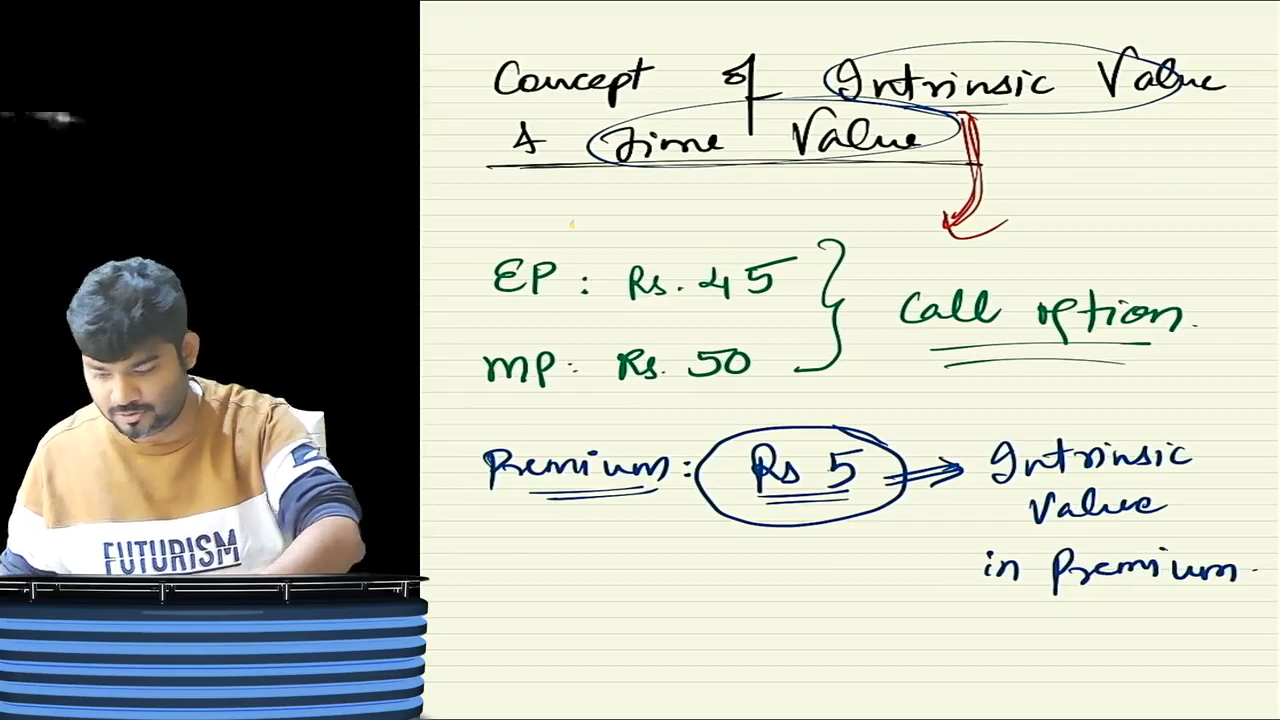 Concept of Intrinsic Value
& Time Value
EP : Rs. 45
MP : Rs. 50
Call option.
Premium : Rs 5 ⇒ Intrinsic
Value
in Premium.
FUTURISM